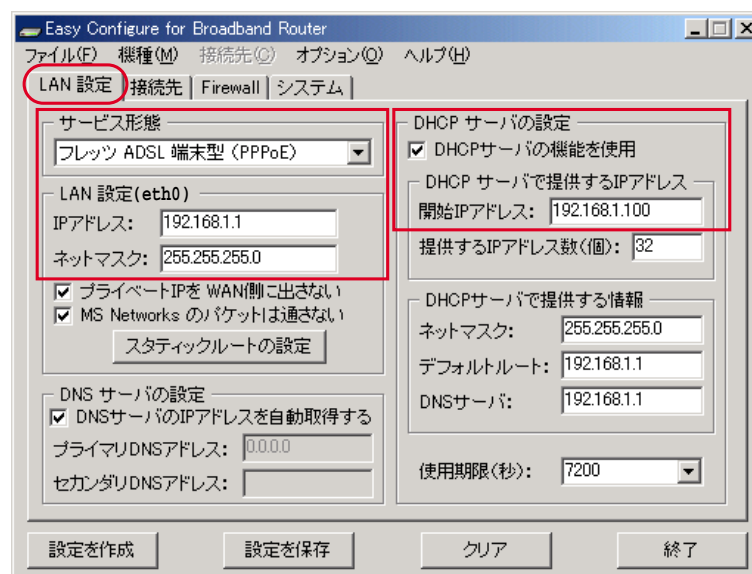 Easy Configure for Broadband Router
ファイル(F) 機種(M) 接続先(C) オプション(O) ヘルプ(H)
LAN 設定 接続先 Firewall システム
サービス形態
フレッツ ADSL 端末型 (PPPoE)
LAN 設定(eth0)
IPアドレス: 192.168.1.1
ネットマスク: 255.255.255.0
プライベートIPを WAN側に出さない
MS Networks のパケットは通さない
スタティックルートの設定
DNS サーバの設定
DNSサーバのIPアドレスを自動取得する
プライマリDNSアドレス: 0.0.0.0
セカンダリDNSアドレス:
DHCP サーバの設定
DHCPサーバの機能を使用
DHCP サーバで提供するIPアドレス
開始IPアドレス: 192.168.1.100
提供するIPアドレス数(個): 32
DHCPサーバで提供する情報
ネットマスク: 255.255.255.0
デフォルトルート: 192.168.1.1
DNSサーバ: 192.168.1.1
使用期限(秒): 7200
設定を作成 設定を保存 クリア 終了